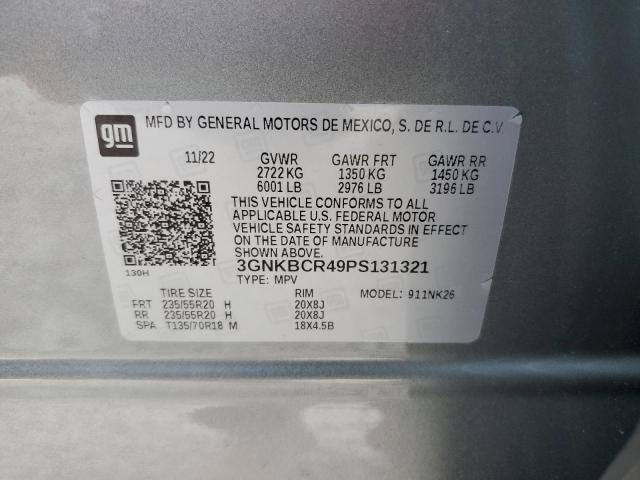 gm
MFD BY GENERAL MOTORS DE MEXICO, S. DE R.L. DE C.V.
11/22 GVWR GAWR FRT GAWR RR
2722 KG 1350 KG 1450 KG
6001 LB 2976 LB 3196 LB
THIS VEHICLE CONFORMS TO ALL
APPLICABLE U.S. FEDERAL MOTOR
VEHICLE SAFETY STANDARDS IN EFFECT
ON THE DATE OF MANUFACTURE
SHOWN ABOVE.
130H
3GNKBCR49PS131321
TYPE: MPV
TIRE SIZE RIM MODEL: 911NK26
FRT 235/55R20 H 20X8J
RR 235/55R20 H 20X8J
SPA T135/70R18 M 18X4.5B